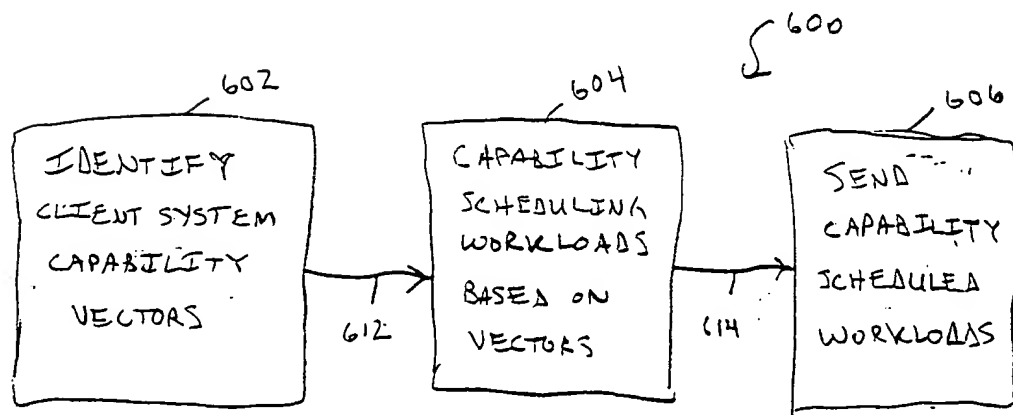 600
602
IDENTIFY
CLIENT SYSTEM
CAPABILITY
VECTORS
612
604
CAPABILITY
SCHEDULING
WORKLOADS
BASED ON
VECTORS
614
606
SEND
CAPABILITY
SCHEDULED
WORKLOADS